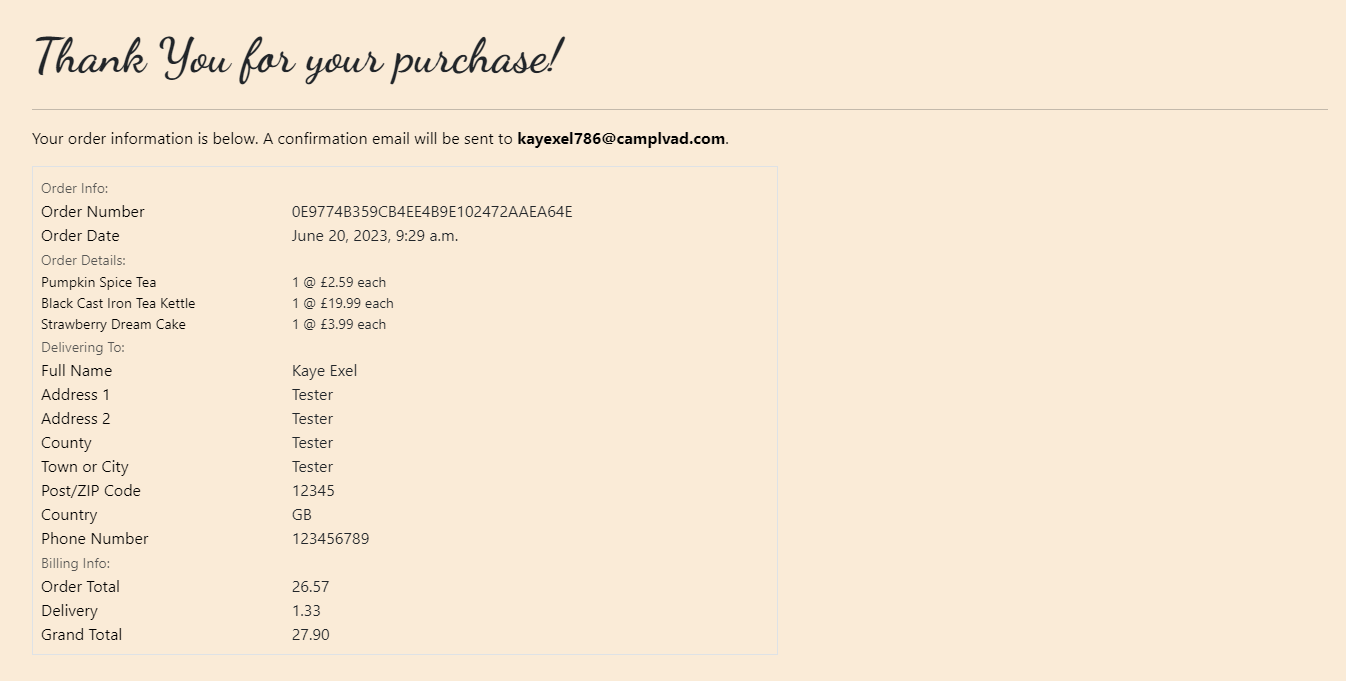 Thank You for your purchase!
Your order information is below. A confirmation email will be sent to kayexel786@camplvad.com.
Order Info:
Order Number 0E9774B359CB4EE4B9E102472AAEA64E
Order Date June 20, 2023, 9:29 a.m.
Order Details:
Pumpkin Spice Tea 1 @ £2.59 each
Black Cast Iron Tea Kettle 1 @ £19.99 each
Strawberry Dream Cake 1 @ £3.99 each
Delivering To:
Full Name Kaye Exel
Address 1 Tester
Address 2 Tester
County Tester
Town or City Tester
Post/ZIP Code 12345
Country GB
Phone Number 123456789
Billing Info:
Order Total 26.57
Delivery 1.33
Grand Total 27.90